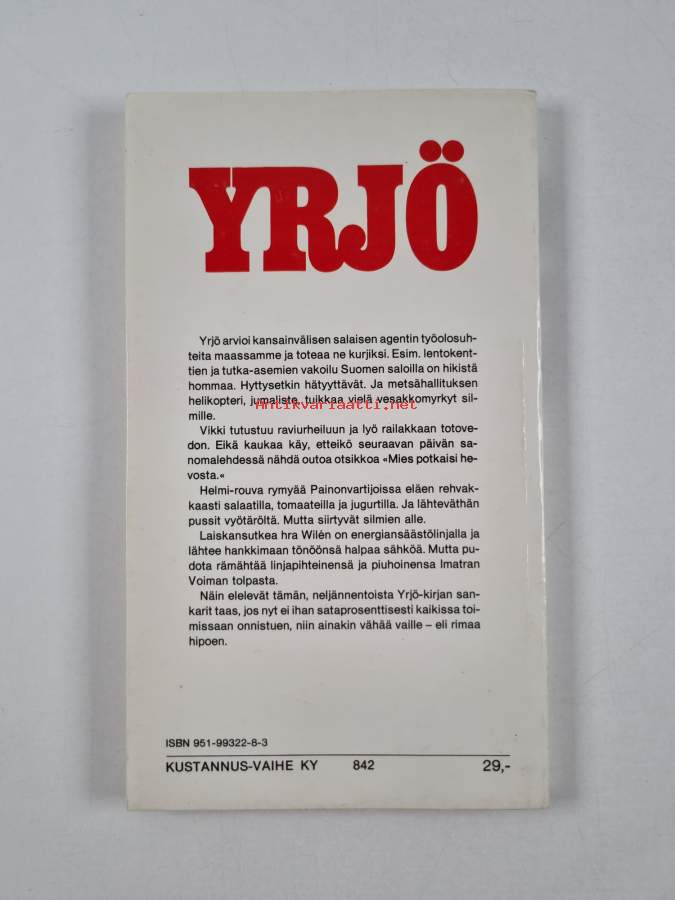 YRJÖ
Yrjö arvioi kansainvälisen salaisen agentin työolosuh-
teita maassamme ja toteaa ne kurjiksi. Esim. lentokent-
tien ja tutka-asemien vakoilu Suomen saloilla on hikistä
hommaa. Hyttysetkin hätyyttävät. Ja metsähallituksen
helikopteri, jumaliste, tuikkaa vielä vesakkomyrkyt sil-
mille.
Antikvariaatti.net
Vikki tutustuu raviurheiluun ja lyö railakkaan totove-
don. Eikä kaukaa käy, etteikö seuraavan päivän sa-
nomalehdessä nähdä outoa otsikkoa «Mies potkaisi he-
vosta.«
Helmi-rouva rymyää Painonvartijoissa eläen rehvak-
kaasti salaatilla, tomaateilla ja jugurtilla. Ja lähteväthän
pussit vyötäröltä. Mutta siirtyvät silmien alle.
Laiskansutkea hra Wilén on energiansäästölinjalla ja
lähtee hankkimaan tönöönsä halpaa sähköä. Mutta pu-
dota rämähtää linjapihteinensä ja piuhoinensa Imatran
Voiman tolpasta.
Näin elelevät tämän, neljännentoista Yrjö-kirjan san-
karit taas, jos nyt ei ihan sataprosenttisesti kaikissa toi-
missaan onnistuen, niin ainakin vähää vaille – eli rimaa
hipoen.
ISBN 951-99322-8-3
KUSTANNUS-VAIHE KY 842 29,-